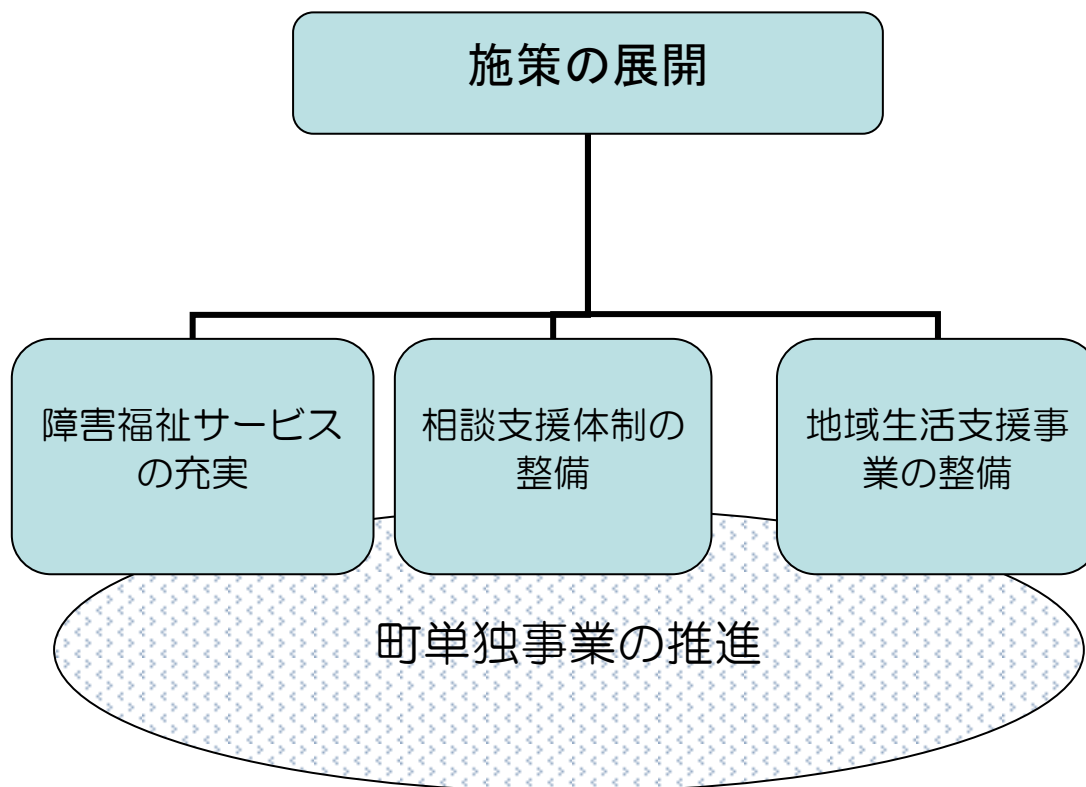 施策の展開
障害福祉サービス
の充実
相談支援体制の
整備
地域生活支援事
業の整備
町単独事業の推進